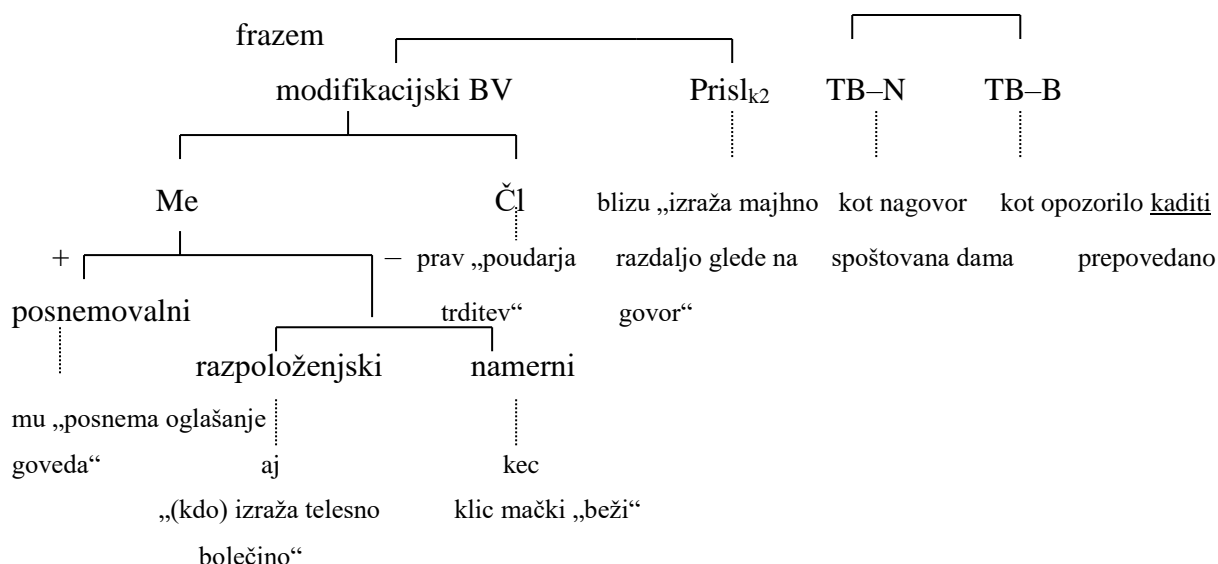 frazem
modifikacijski BV Prislk2 TB–N TB–B
Me Čl blizu „izraža majhno kot nagovor kot opozorilo kaditi
+ – prav „poudarja razdaljo glede na spoštovana dama prepovedano
posnemovalni trditev“ govor“
razpoloženjski namerni
mu „posnema oglašanje
goveda“ aj kec
„(kdo) izraža telesno klic mački „beži“
bolečino“